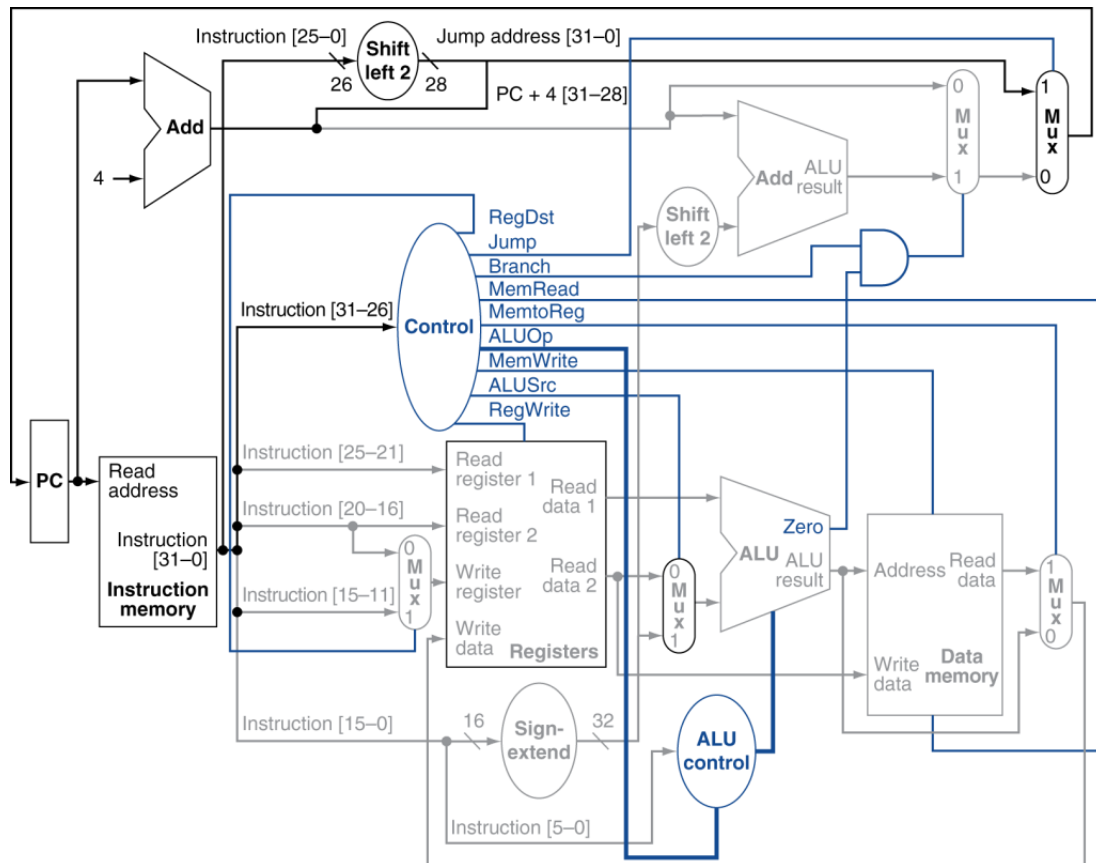 Instruction [25–0]
Shift
left 2
Jump address [31–0]
26
28
PC + 4 [31–28]
Add
4
0
M
u
x
1
1
M
u
x
0
Add
ALU
result
Shift
left 2
RegDst
Jump
Branch
MemRead
MemtoReg
ALUOp
MemWrite
ALUSrc
RegWrite
Instruction [31–26]
Control
PC
Read
address
Instruction
[31–0]
Instruction
memory
Instruction [25–21]
Instruction [20–16]
Instruction [15–11]
0
M
u
x
1
Read
register 1
Read
register 2
Write
register
Write
data
Read
data 1
Read
data 2
Registers
0
M
u
x
1
Zero
ALU
ALU
result
Address
Write
data
Read
data
Data
memory
1
M
u
x
0
Instruction [15–0]
16
Sign-
extend
32
ALU
control
Instruction [5–0]